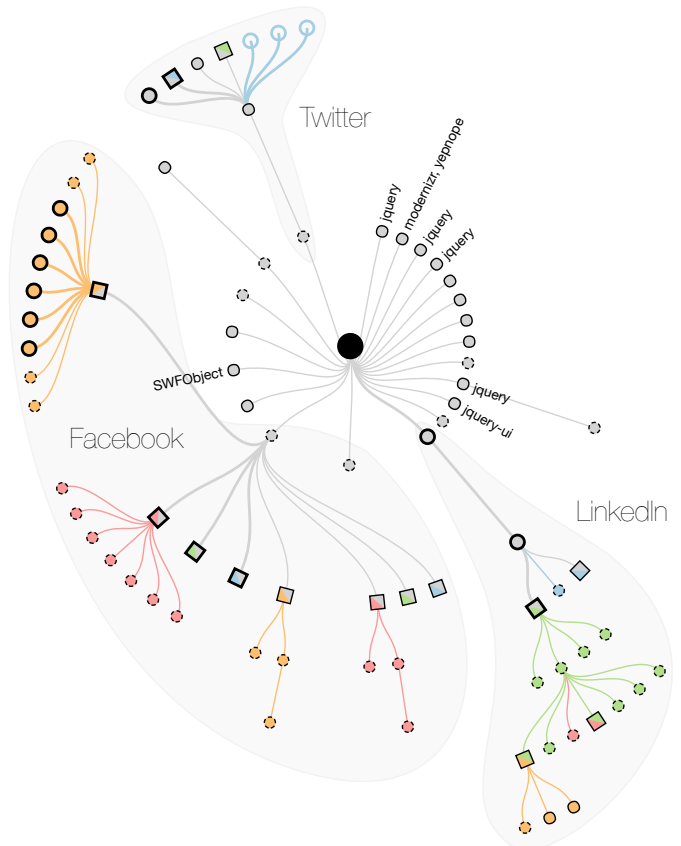 Twitter
jquery
modernizr, yepnope
jquery
jquery
SWFObject
jquery
jquery-ui
Facebook
LinkedIn